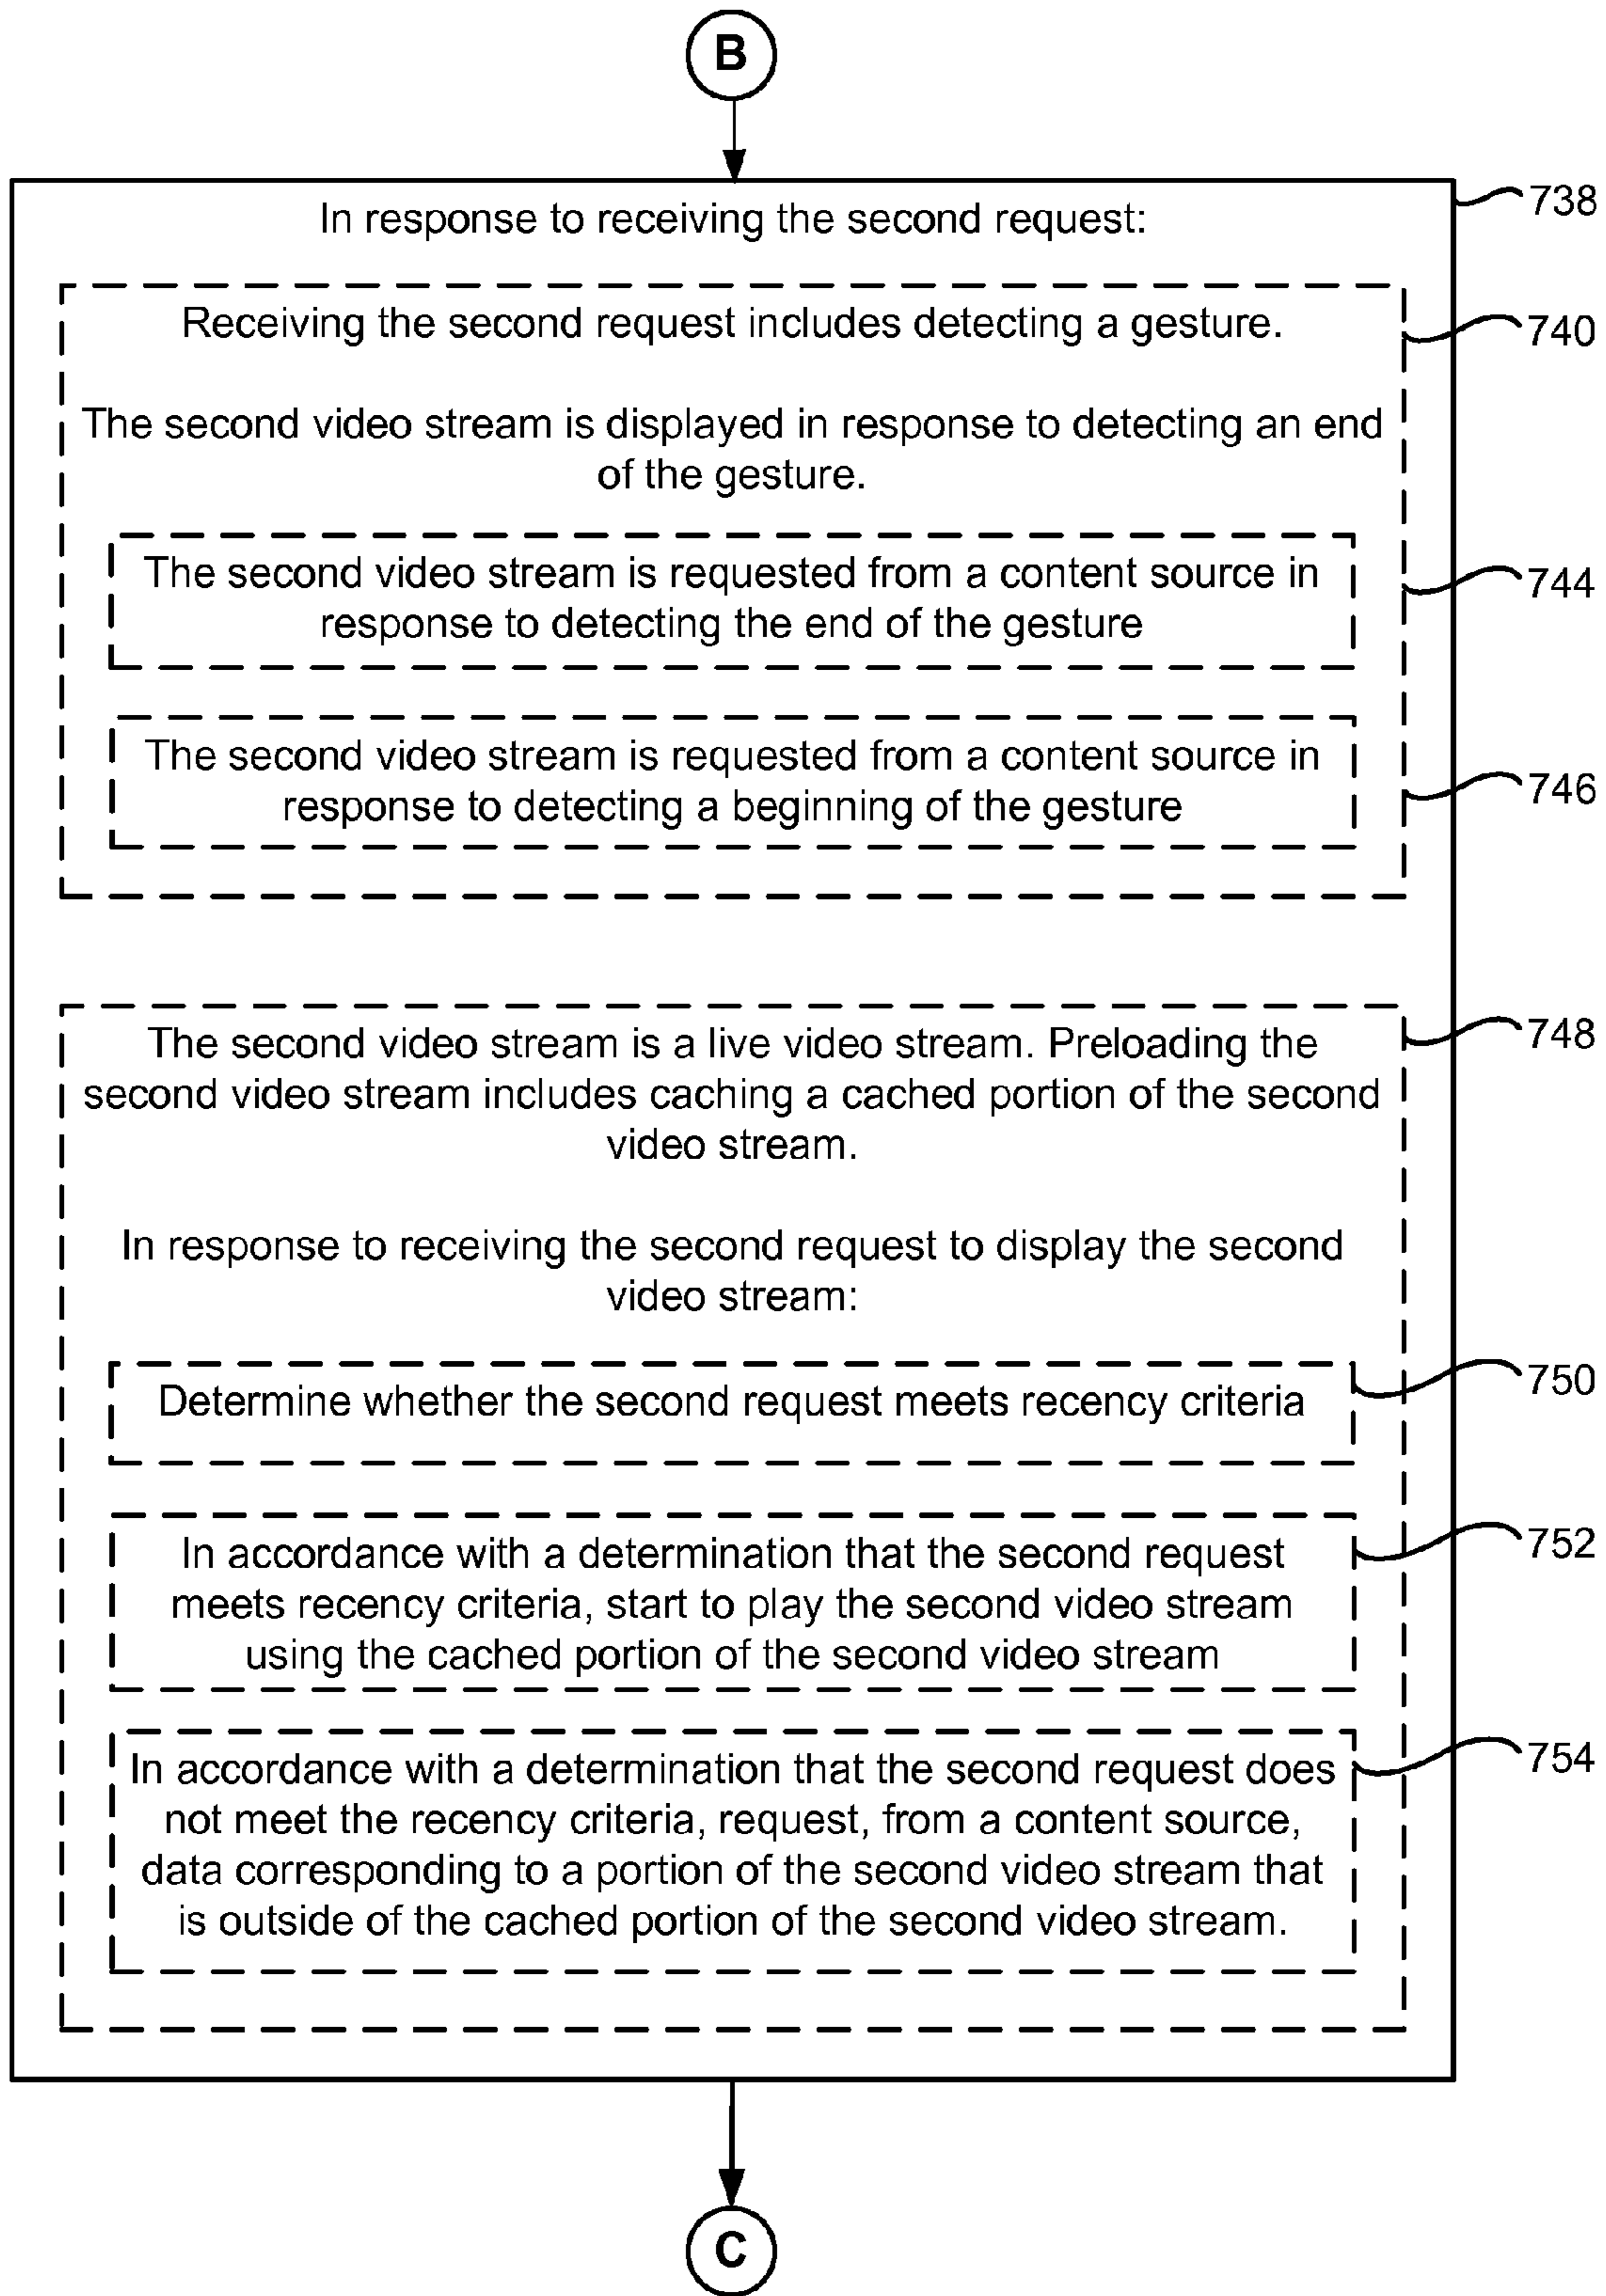 B
In response to receiving the second request:
738
Receiving the second request includes detecting a gesture.
740
The second video stream is displayed in response to detecting an end
of the gesture.
The second video stream is requested from a content source in
response to detecting the end of the gesture
744
The second video stream is requested from a content source in
response to detecting a beginning of the gesture
746
The second video stream is a live video stream. Preloading the
second video stream includes caching a cached portion of the second
video stream.
748
In response to receiving the second request to display the second
video stream:
Determine whether the second request meets recency criteria
750
In accordance with a determination that the second request
meets recency criteria, start to play the second video stream
using the cached portion of the second video stream
752
In accordance with a determination that the second request does
not meet the recency criteria, request, from a content source,
data corresponding to a portion of the second video stream that
is outside of the cached portion of the second video stream.
754
C